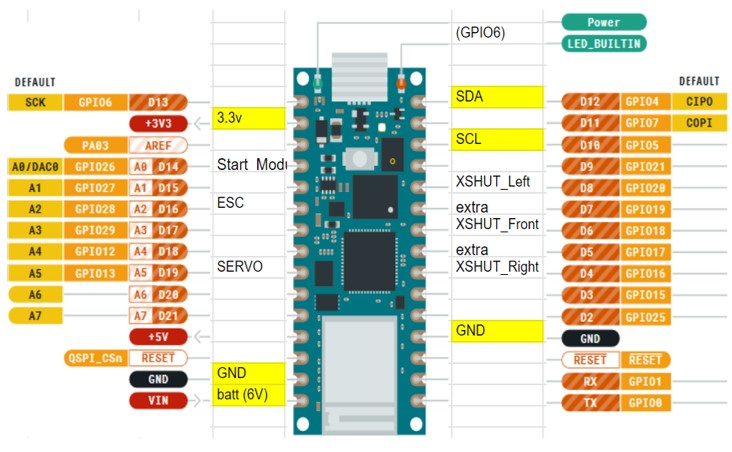 (GPIO6)
Power
LED_BUILTIN
DEFAULT
DEFAULT
SCK GPIO6 D13
SDA
D12 GPIO4 CIPO
+3V3
3.3v
D11 GPIO7 COPI
PA03 AREF
SCL
D10 GPIO5
A0/DAC0 GPIO26 A0 D14
Start Modu
D9 GPIO21
A1 GPIO27 A1 D15
XSHUT_Left
D8 GPIO20
A2 GPIO28 A2 D16
ESC
extra
D7 GPIO19
A3 GPIO29 A3 D17
XSHUT_Front
D6 GPIO18
A4 GPIO12 A4 D18
extra
D5 GPIO17
A5 GPIO13 A5 D19
SERVO
XSHUT_Right
D4 GPIO16
A6 A6 D20
D3 GPIO15
A7 A7 D21
D2 GPIO25
+5V
GND
GND
QSPI_CSn RESET
RESET RESET
GND
GND
RX GPIO1
VIN
batt (6V)
TX GPIO0